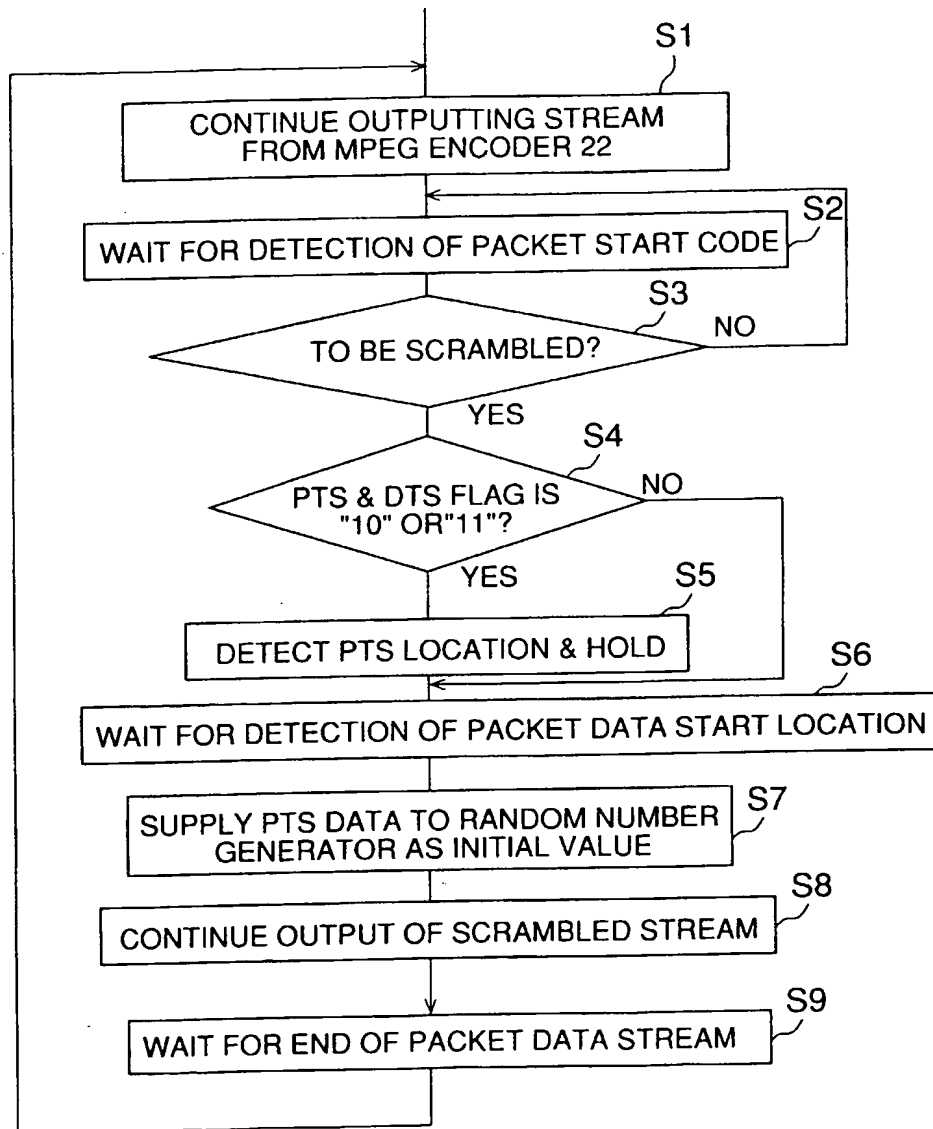 S1
CONTINUE OUTPUTTING STREAM
FROM MPEG ENCODER 22
S2
WAIT FOR DETECTION OF PACKET START CODE
S3
TO BE SCRAMBLED?
NO
YES
S4
PTS & DTS FLAG IS
"10" OR"11"?
NO
YES
S5
DETECT PTS LOCATION & HOLD
S6
WAIT FOR DETECTION OF PACKET DATA START LOCATION
S7
SUPPLY PTS DATA TO RANDOM NUMBER
GENERATOR AS INITIAL VALUE
S8
CONTINUE OUTPUT OF SCRAMBLED STREAM
S9
WAIT FOR END OF PACKET DATA STREAM